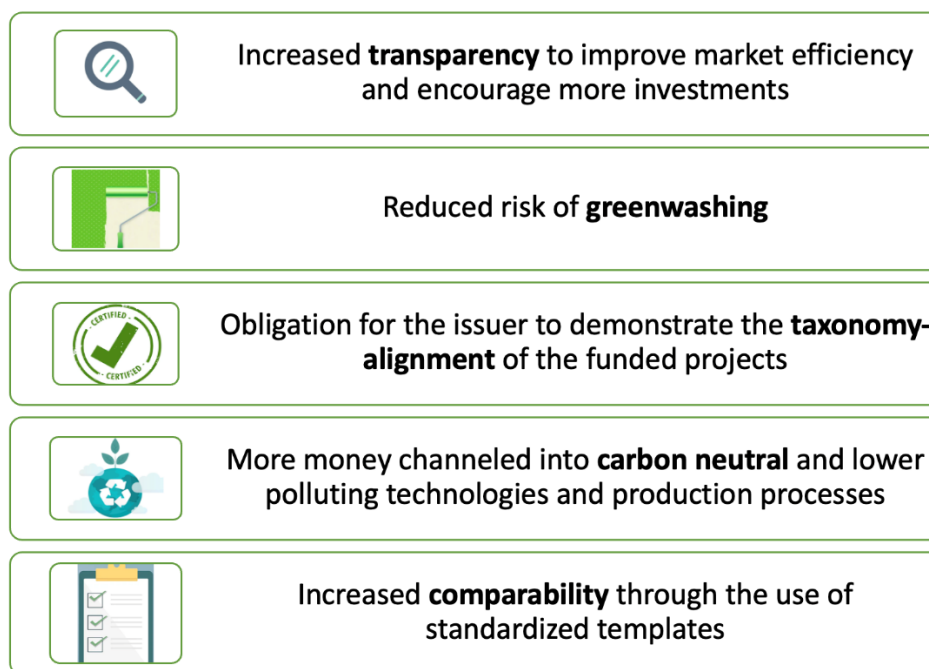 Increased transparency to improve market efficiency
and encourage more investments
Reduced risk of greenwashing
CERTIFIED
CERTIFIED
Obligation for the issuer to demonstrate the taxonomy-
alignment of the funded projects
More money channeled into carbon neutral and lower
polluting technologies and production processes
Increased comparability through the use of
standardized templates